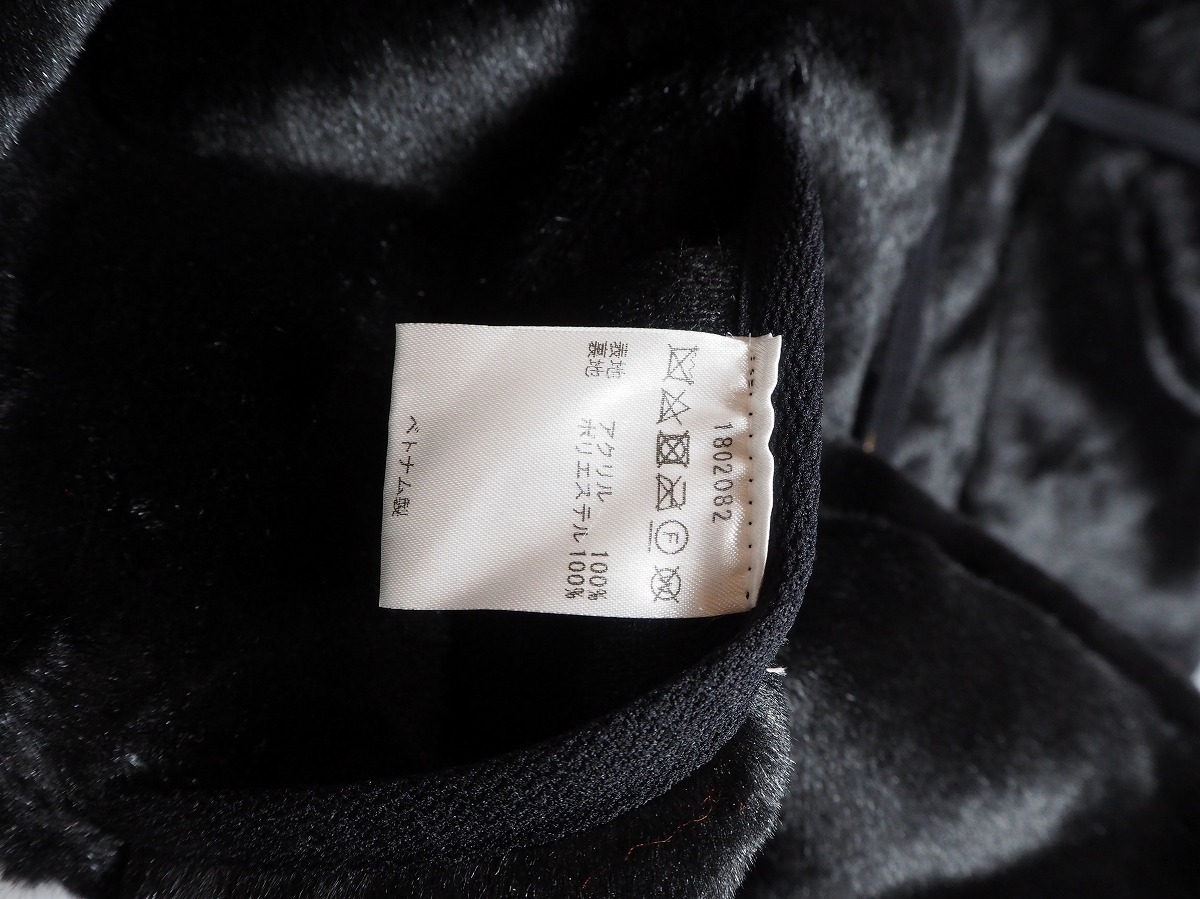 1802082
表地 アクリル 100%
裏地 ポリエステル 100%
ベトナム製